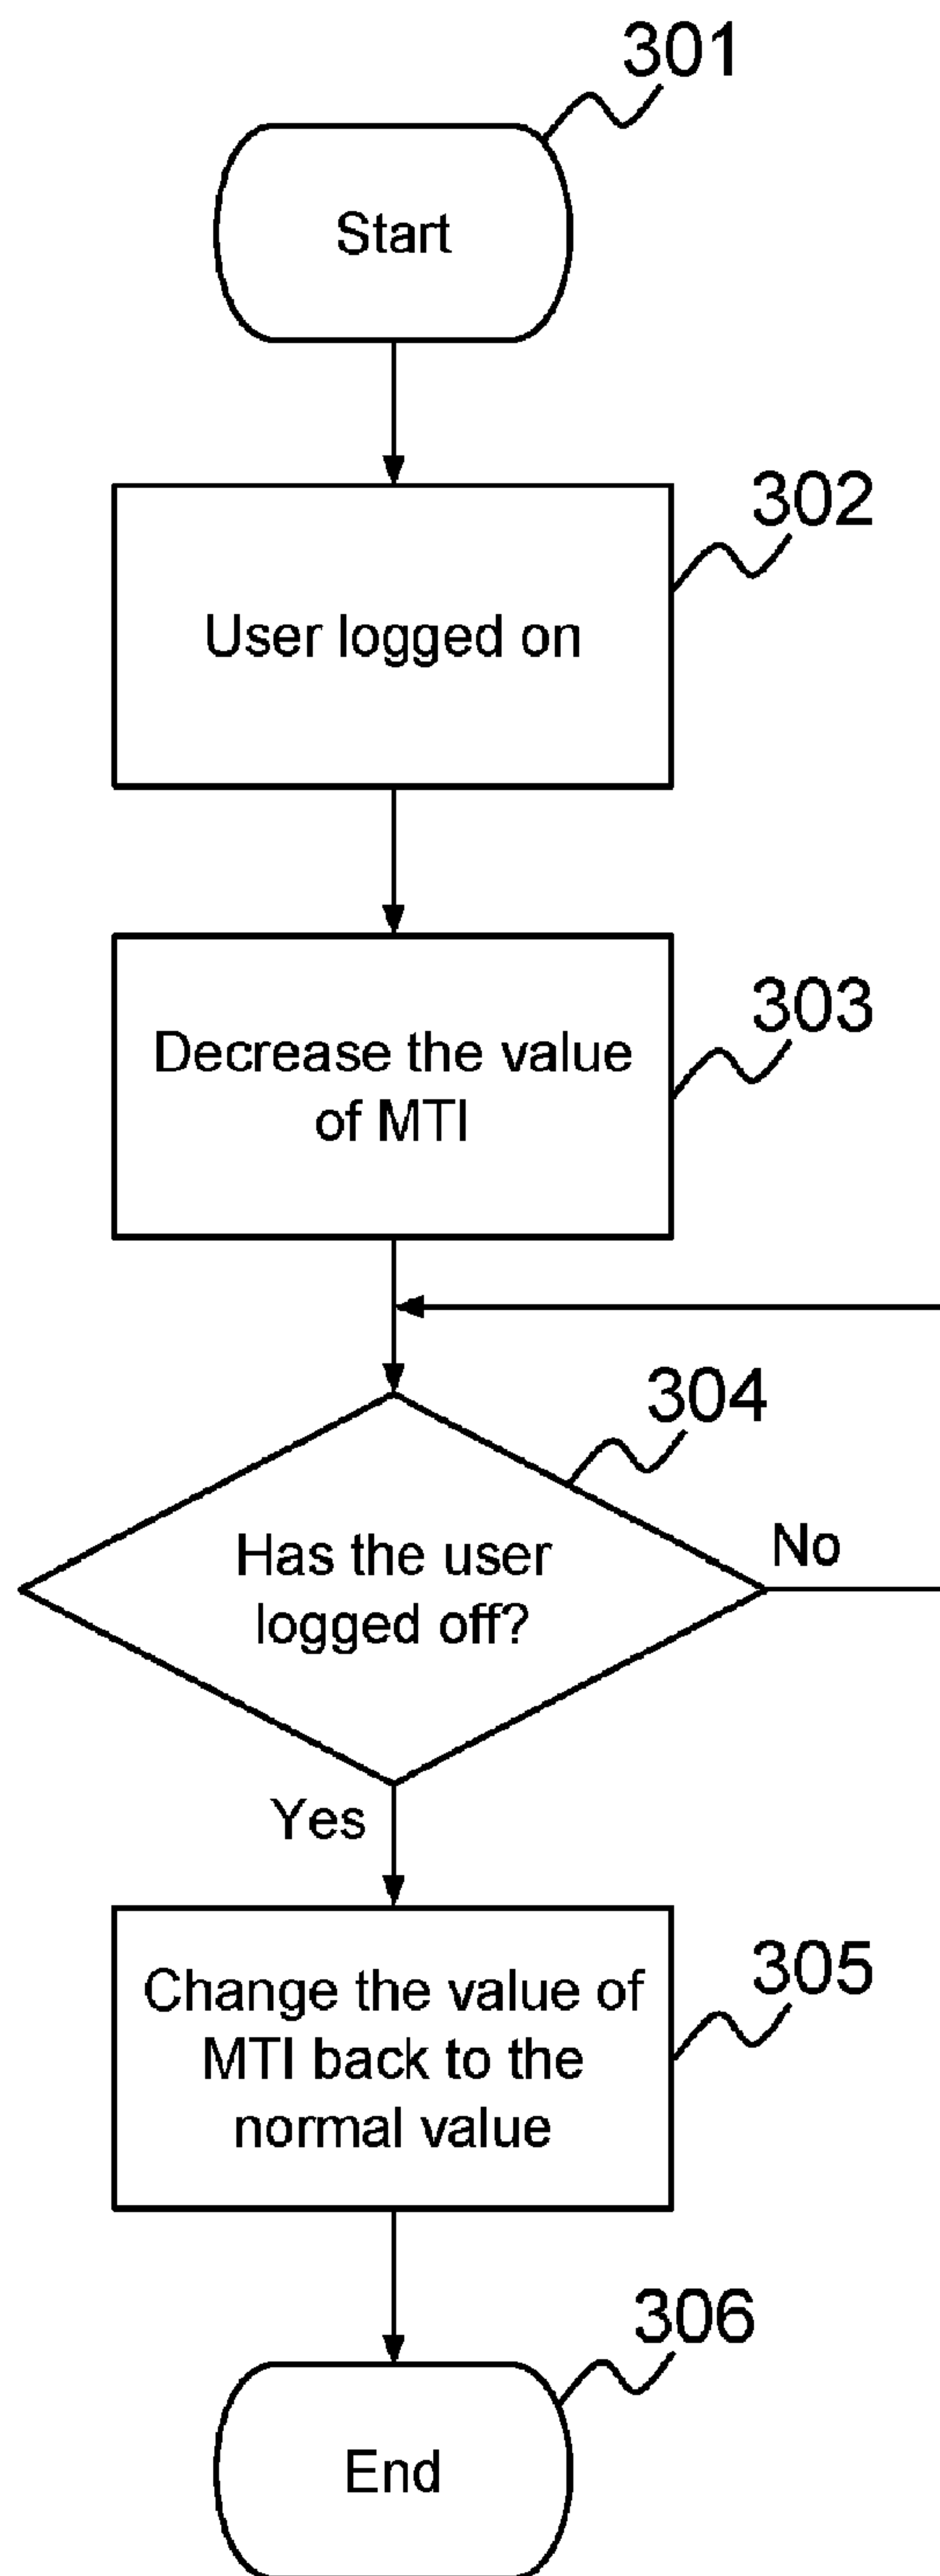 301
Start
302
User logged on
303
Decrease the value
of MTI
304
Has the user
logged off?
No
Yes
305
Change the value of
MTI back to the
normal value
306
End